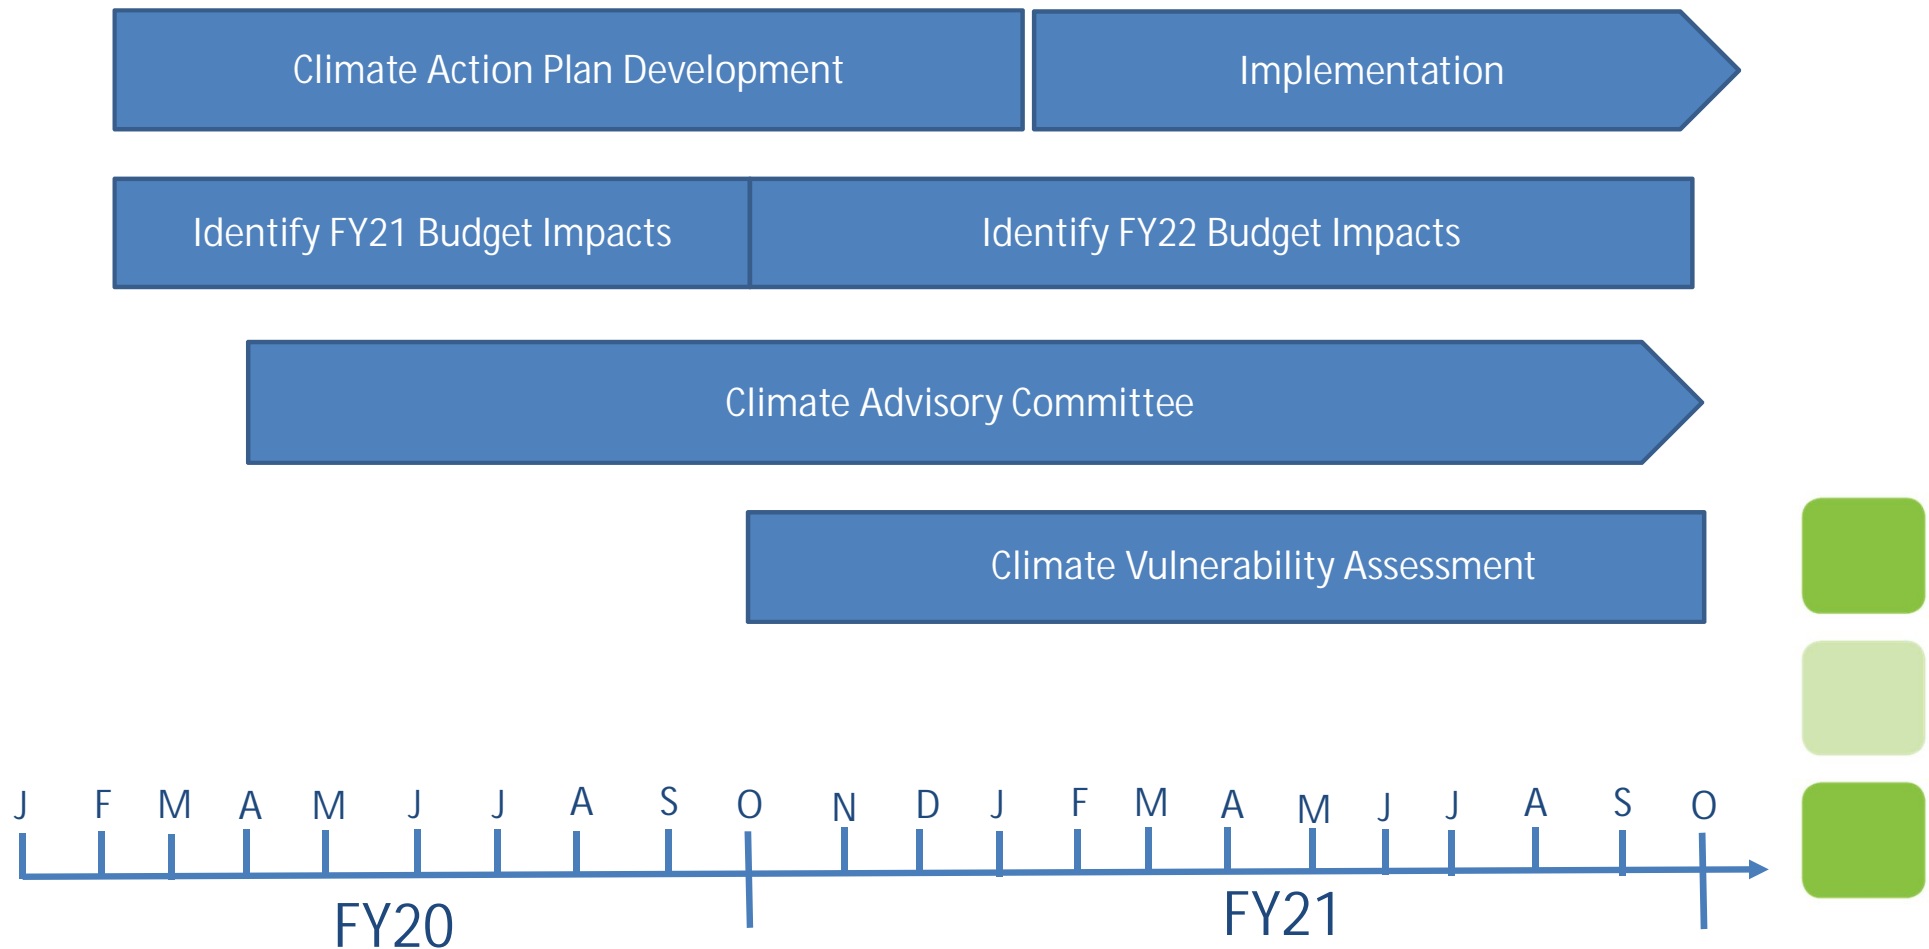 Climate Action Plan Development
Implementation
Identify FY21 Budget Impacts
Identify FY22 Budget Impacts
Climate Advisory Committee
Climate Vulnerability Assessment
J F M A M J J A S O N D J F M A M J J A S O
FY20
FY21